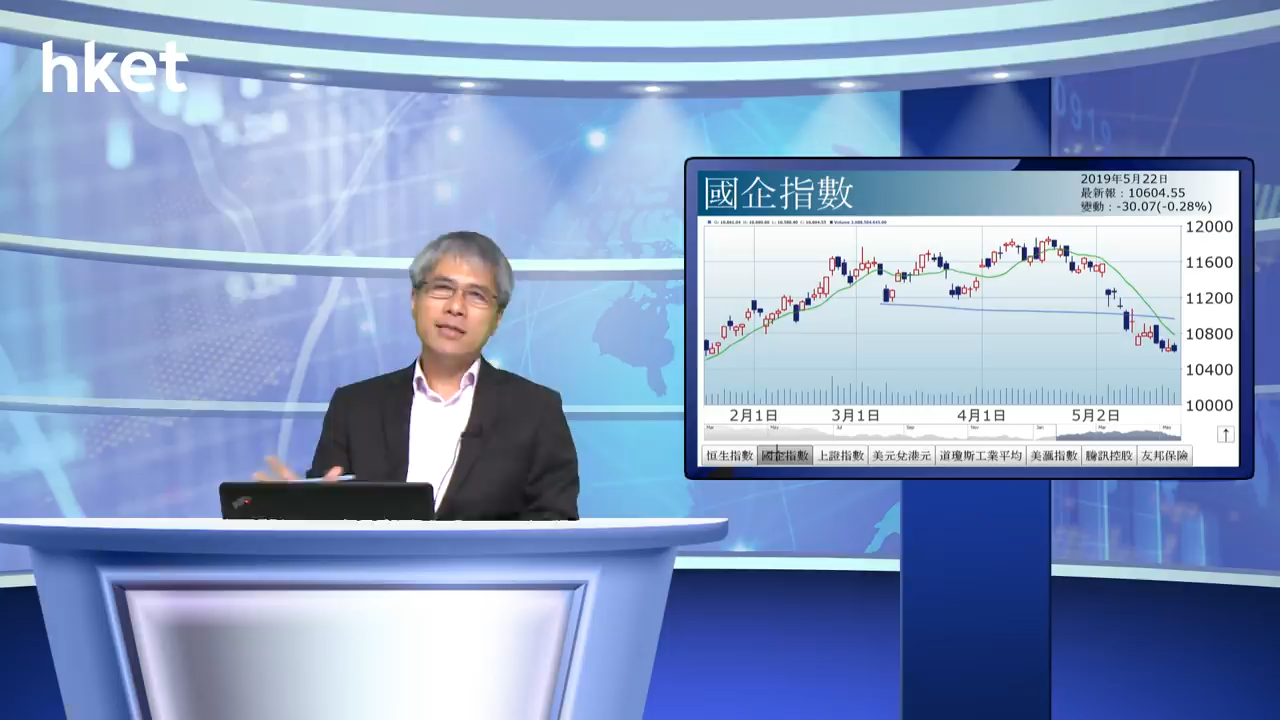 hket
國企指數
2019年5月22日
最新報：10604.55
變動：-30.07(-0.28%)
12000
11600
11200
10800
10400
10000
2月1日 3月1日 4月1日 5月2日
恒生指數 國企指數 上證指數 美元兌港元 道瓊斯工業平均 美滙指數 騰訊控股 友邦保險